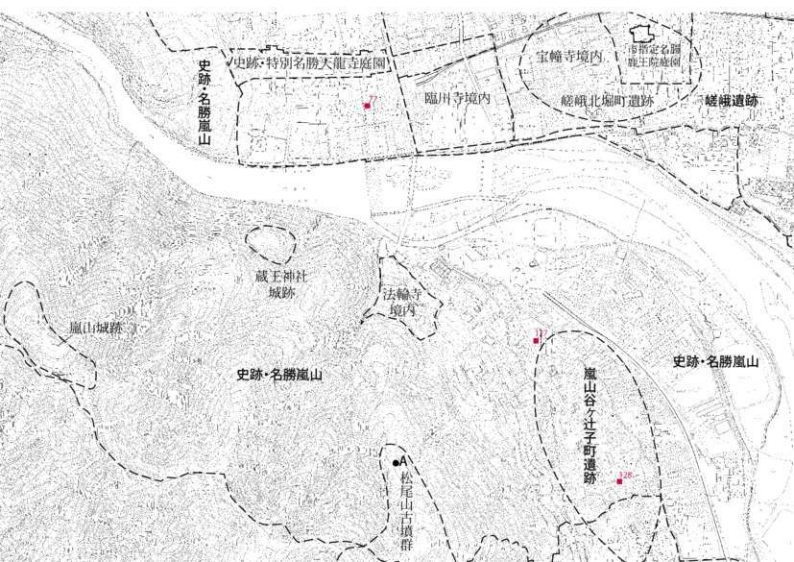 史跡・名勝嵐山
史跡・特別名勝天龍寺庭園
77
臨川寺境内
宝幢寺境内
市指定名勝
鹿王院庭園
嵯峨北堀町遺跡
嵯峨遺跡
蔵王神社
城跡
法輪寺
境内
嵐山城跡
史跡・名勝嵐山
嵐山谷ヶ辻子町遺跡
史跡・名勝嵐山
128
A
松尾山古墳群